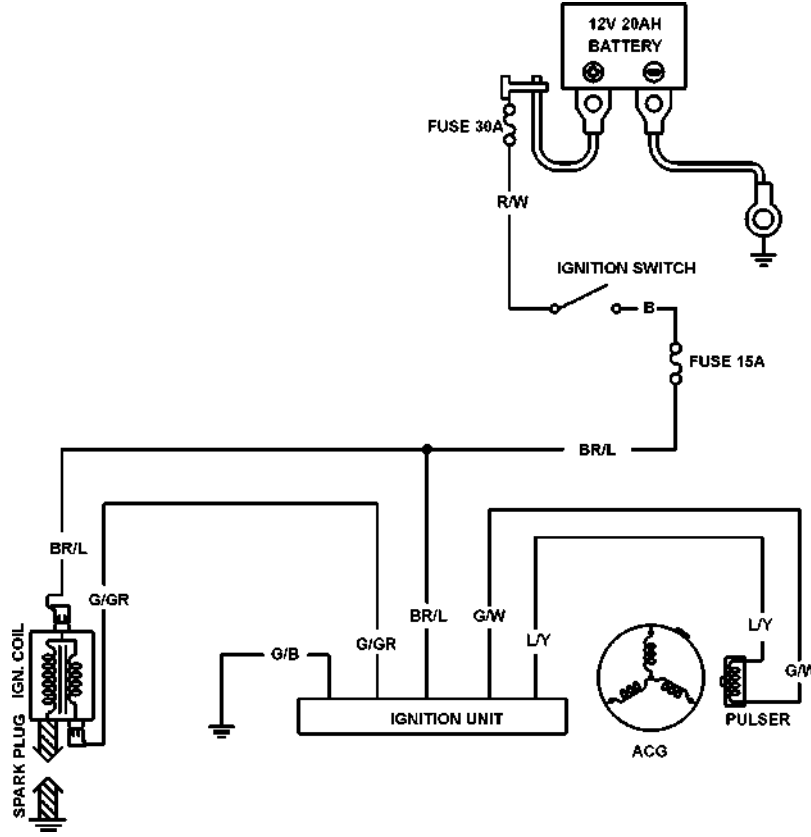 12V 20AH
BATTERY
FUSE 30A
R/W
IGNITION SWITCH
B
FUSE 15A
BR/L
BR/L
G/GR
G/B
G/GR
BR/L
G/W
L/Y
L/Y
G/W
IGN. COIL
SPARK PLUG
IGNITION UNIT
ACG
PULSER